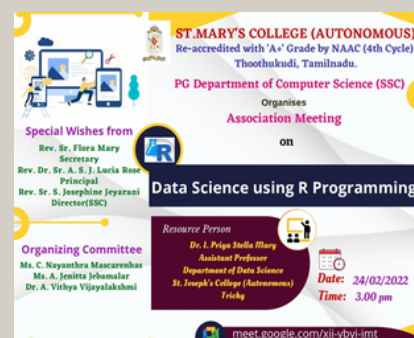 ST.MARY'S COLLEGE (AUTONOMOUS)
Re-accredited with 'A+' Grade by NAAC (4th Cycle)
Thoothukudi, Tamilnadu.
PG Department of Computer Science (SSC)
Organises
Association Meeting
on
Data Science using R Programming
Special Wishes from
Rev. Sr. Flora Mary
Secretary
Rev. Dr. Sr. A. S. J. Lucia Rose
Principal
Rev. Sr. S. Josephine Jeyarani
Director(SSC)
R
Organizing Committee
Ms. C. Nayanthra Mascarenhas
Ms. A. Jenitta Jebamalar
Dr. A. Vithya Vijayalakshmi
Resource Person
Dr. L. Priya Stella Mary
Assistant Professor
Department of Data Science
St. Joseph's College (Autonomous)
Trichy
Date: 24/02/2022
Time: 3.00 pm
meet.google.com/xij-ybyi-imt